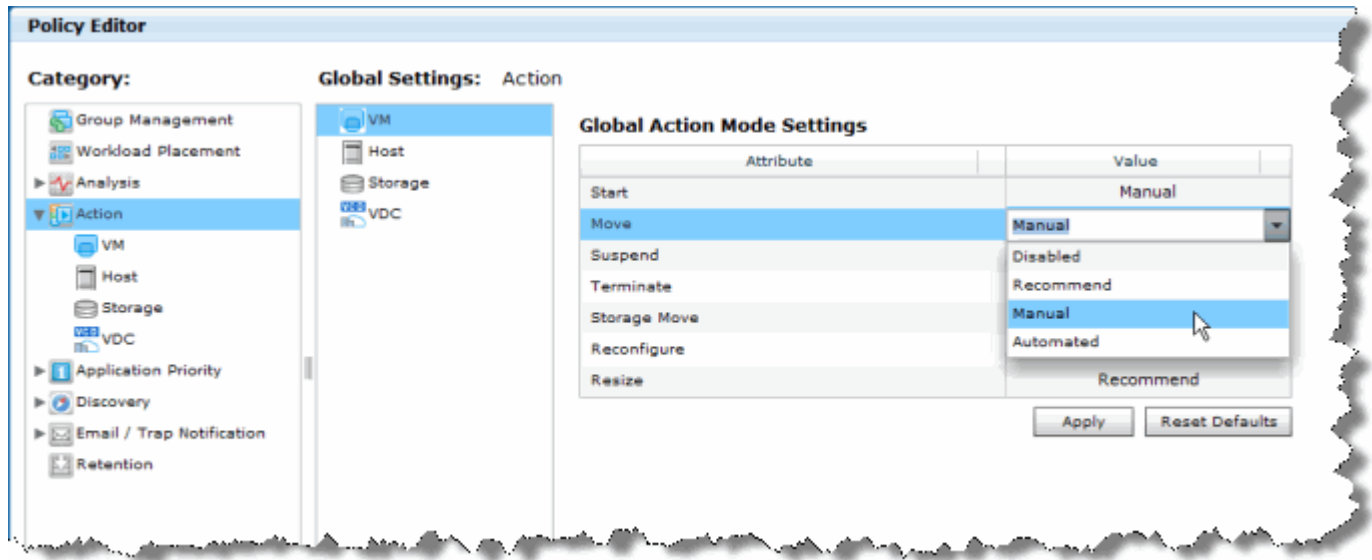 Policy Editor
Category:
Group Management
Workload Placement
Analysis
Action
VM
Host
Storage
VDC
Application Priority
Discovery
Email / Trap Notification
Retention
Global Settings: Action
VM
Host
Storage
VDC
Global Action Mode Settings
Attribute Value
Start Manual
Move Manual
Suspend
Terminate
Storage Move
Reconfigure
Resize Recommend
Disabled
Recommend
Manual
Automated
Apply Reset Defaults